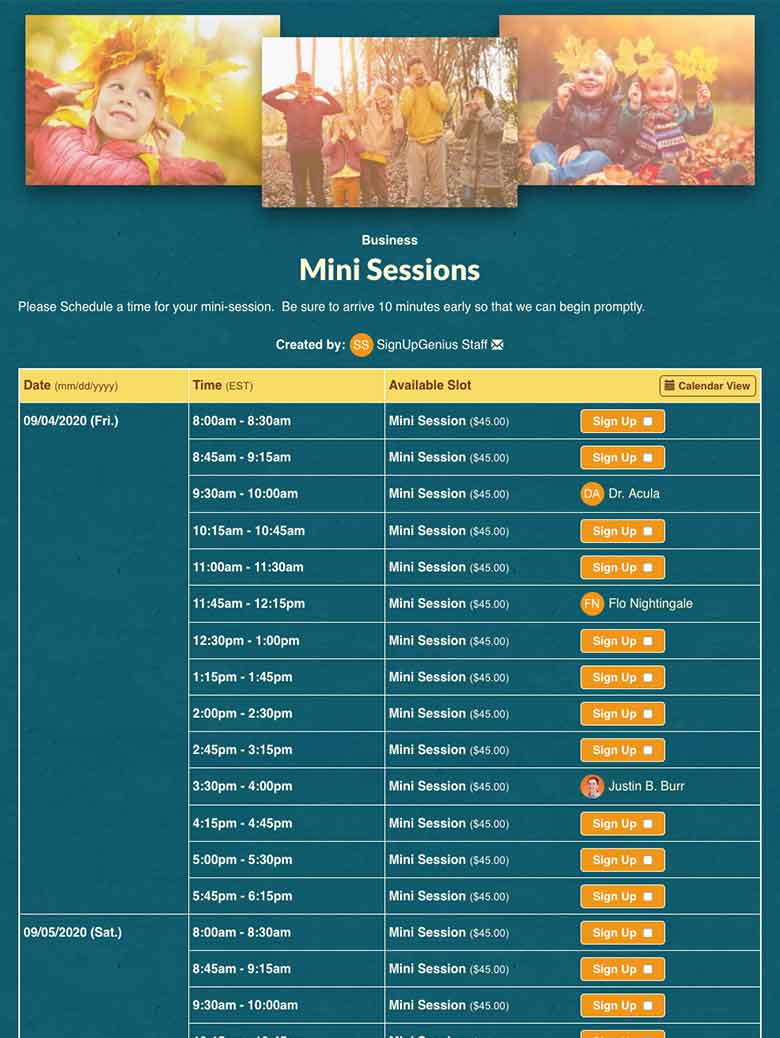 Business
Mini Sessions
Please Schedule a time for your mini-session.  Be sure to arrive 10 minutes early so that we can begin promptly.
Created by: SS SignUpGenius Staff
Date (mm/dd/yyyy) Time (EST) Available Slot Calendar View
09/04/2020 (Fri.) 8:00am - 8:30am Mini Session ($45.00) Sign Up
8:45am - 9:15am Mini Session ($45.00) Sign Up
9:30am - 10:00am Mini Session ($45.00) DA Dr. Acula
10:15am - 10:45am Mini Session ($45.00) Sign Up
11:00am - 11:30am Mini Session ($45.00) Sign Up
11:45am - 12:15pm Mini Session ($45.00) FN Flo Nightingale
12:30pm - 1:00pm Mini Session ($45.00) Sign Up
1:15pm - 1:45pm Mini Session ($45.00) Sign Up
2:00pm - 2:30pm Mini Session ($45.00) Sign Up
2:45pm - 3:15pm Mini Session ($45.00) Sign Up
3:30pm - 4:00pm Mini Session ($45.00) Justin B. Burr
4:15pm - 4:45pm Mini Session ($45.00) Sign Up
5:00pm - 5:30pm Mini Session ($45.00) Sign Up
5:45pm - 6:15pm Mini Session ($45.00) Sign Up
09/05/2020 (Sat.) 8:00am - 8:30am Mini Session ($45.00) Sign Up
8:45am - 9:15am Mini Session ($45.00) Sign Up
9:30am - 10:00am Mini Session ($45.00) Sign Up